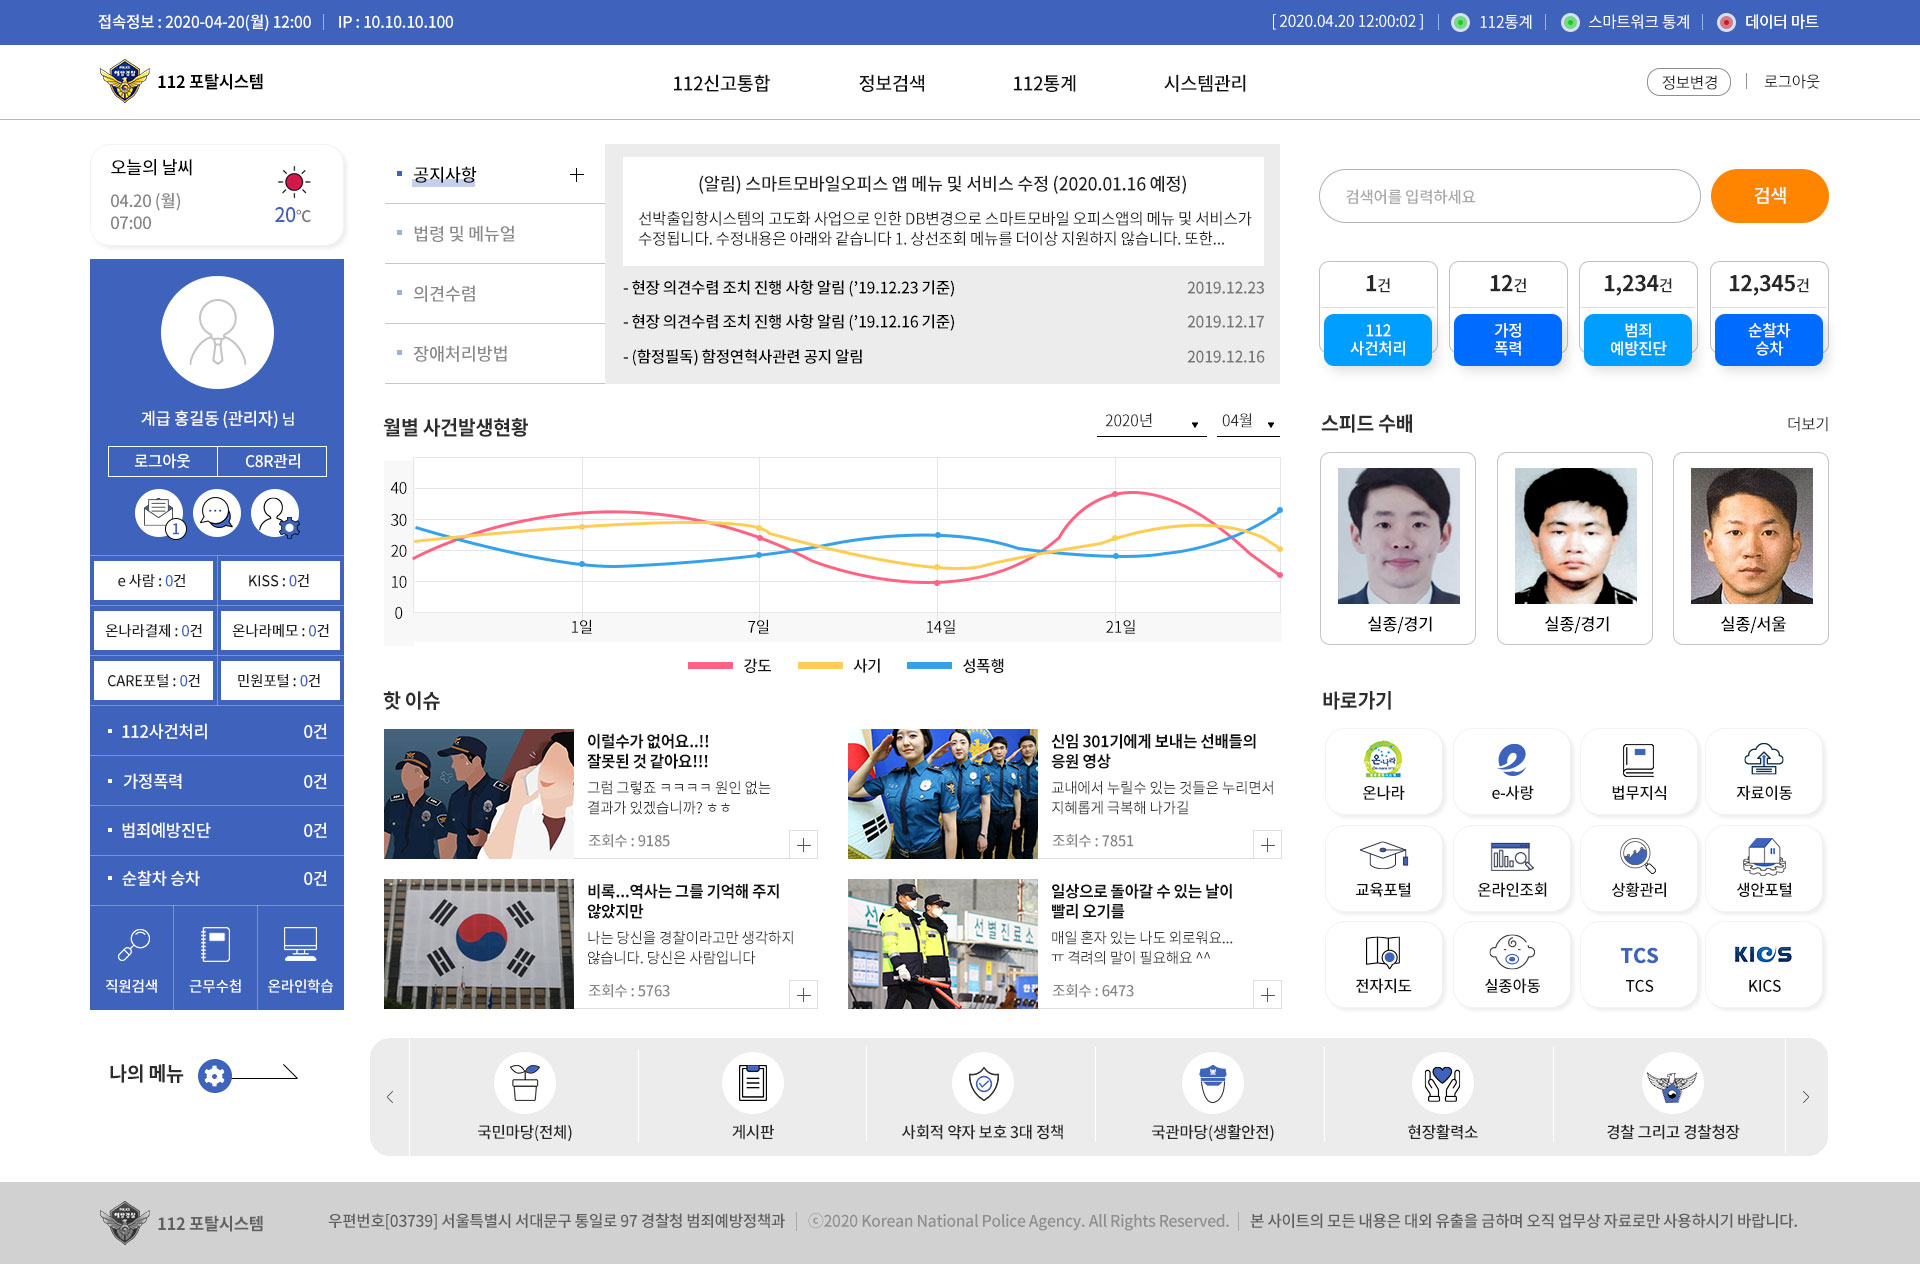 접속정보 : 2020-04-20(월) 12:00
IP : 10.10.10.100
[ 2020.04.20 12:00:02 ]
112통계
스마트워크 통계
데이터 마트
112 포탈시스템
112신고통합
정보검색
112통계
시스템관리
정보변경
로그아웃
오늘의 날씨
04.20 (월)
07:00
20℃
계급 홍길동 (관리자) 님
로그아웃
C8R관리
1
e 사람 : 0건
KISS : 0건
온나라결제 : 0건
온나라메모 : 0건
CARE포털 : 0건
민원포털 : 0건
112사건처리 0건
가정폭력 0건
범죄예방진단 0건
순찰차 승차 0건
직원검색
근무수첩
온라인학습
나의 메뉴
공지사항
법령 및 메뉴얼
의견수렴
장애처리방법
(알림) 스마트모바일오피스 앱 메뉴 및 서비스 수정 (2020.01.16 예정)
선박출입항시스템의 고도화 사업으로 인한 DB변경으로 스마트모바일 오피스앱의 메뉴 및 서비스가
수정됩니다. 수정내용은 아래와 같습니다 1. 상선조회 메뉴를 더이상 지원하지 않습니다. 또한...
- 현장 의견수렴 조치 진행 사항 알림 (’19.12.23 기준) 2019.12.23
- 현장 의견수렴 조치 진행 사항 알림 (’19.12.16 기준) 2019.12.17
- (함정필독) 함정연혁사관련 공지 알림 2019.12.16
월별 사건발생현황
2020년
04월
40
30
20
10
0
1일
7일
14일
21일
강도
사기
성폭행
핫 이슈
이럴수가 없어요..!!
잘못된 것 같아요!!!
그럼 그렇죠 ㅋㅋㅋㅋ 원인 없는
결과가 있겠습니까? ㅎㅎ
조회수 : 9185
신임 301기에게 보내는 선배들의
응원 영상
교내에서 누릴수 있는 것들은 누리면서
지혜롭게 극복해 나가길
조회수 : 7851
비록...역사는 그를 기억해 주지
않았지만
나는 당신을 경찰이라고만 생각하지
않습니다. 당신은 사람입니다
조회수 : 5763
선별진료소
일상으로 돌아갈 수 있는 날이
빨리 오기를
매일 혼자 있는 나도 외로워요...
ㅠ 격려의 말이 필요해요 ^^
조회수 : 6473
검색어를 입력하세요
검색
1건
112
사건처리
12건
가정
폭력
1,234건
범죄
예방진단
12,345건
순찰차
승차
스피드 수배
더보기
실종/경기
실종/경기
실종/서울
바로가기
온나라
e-사랑
법무지식
자료이동
교육포털
온라인조회
상황관리
생안포털
전자지도
실종아동
TCS
TCS
KICS
KICS
국민마당(전체)
게시판
사회적 약자 보호 3대 정책
국관마당(생활안전)
현장활력소
경찰 그리고 경찰청장
112 포탈시스템
우편번호[03739] 서울특별시 서대문구 통일로 97 경찰청 범죄예방정책과
ⓒ2020 Korean National Police Agency. All Rights Reserved.
본 사이트의 모든 내용은 대외 유출을 금하며 오직 업무상 자료로만 사용하시기 바랍니다.